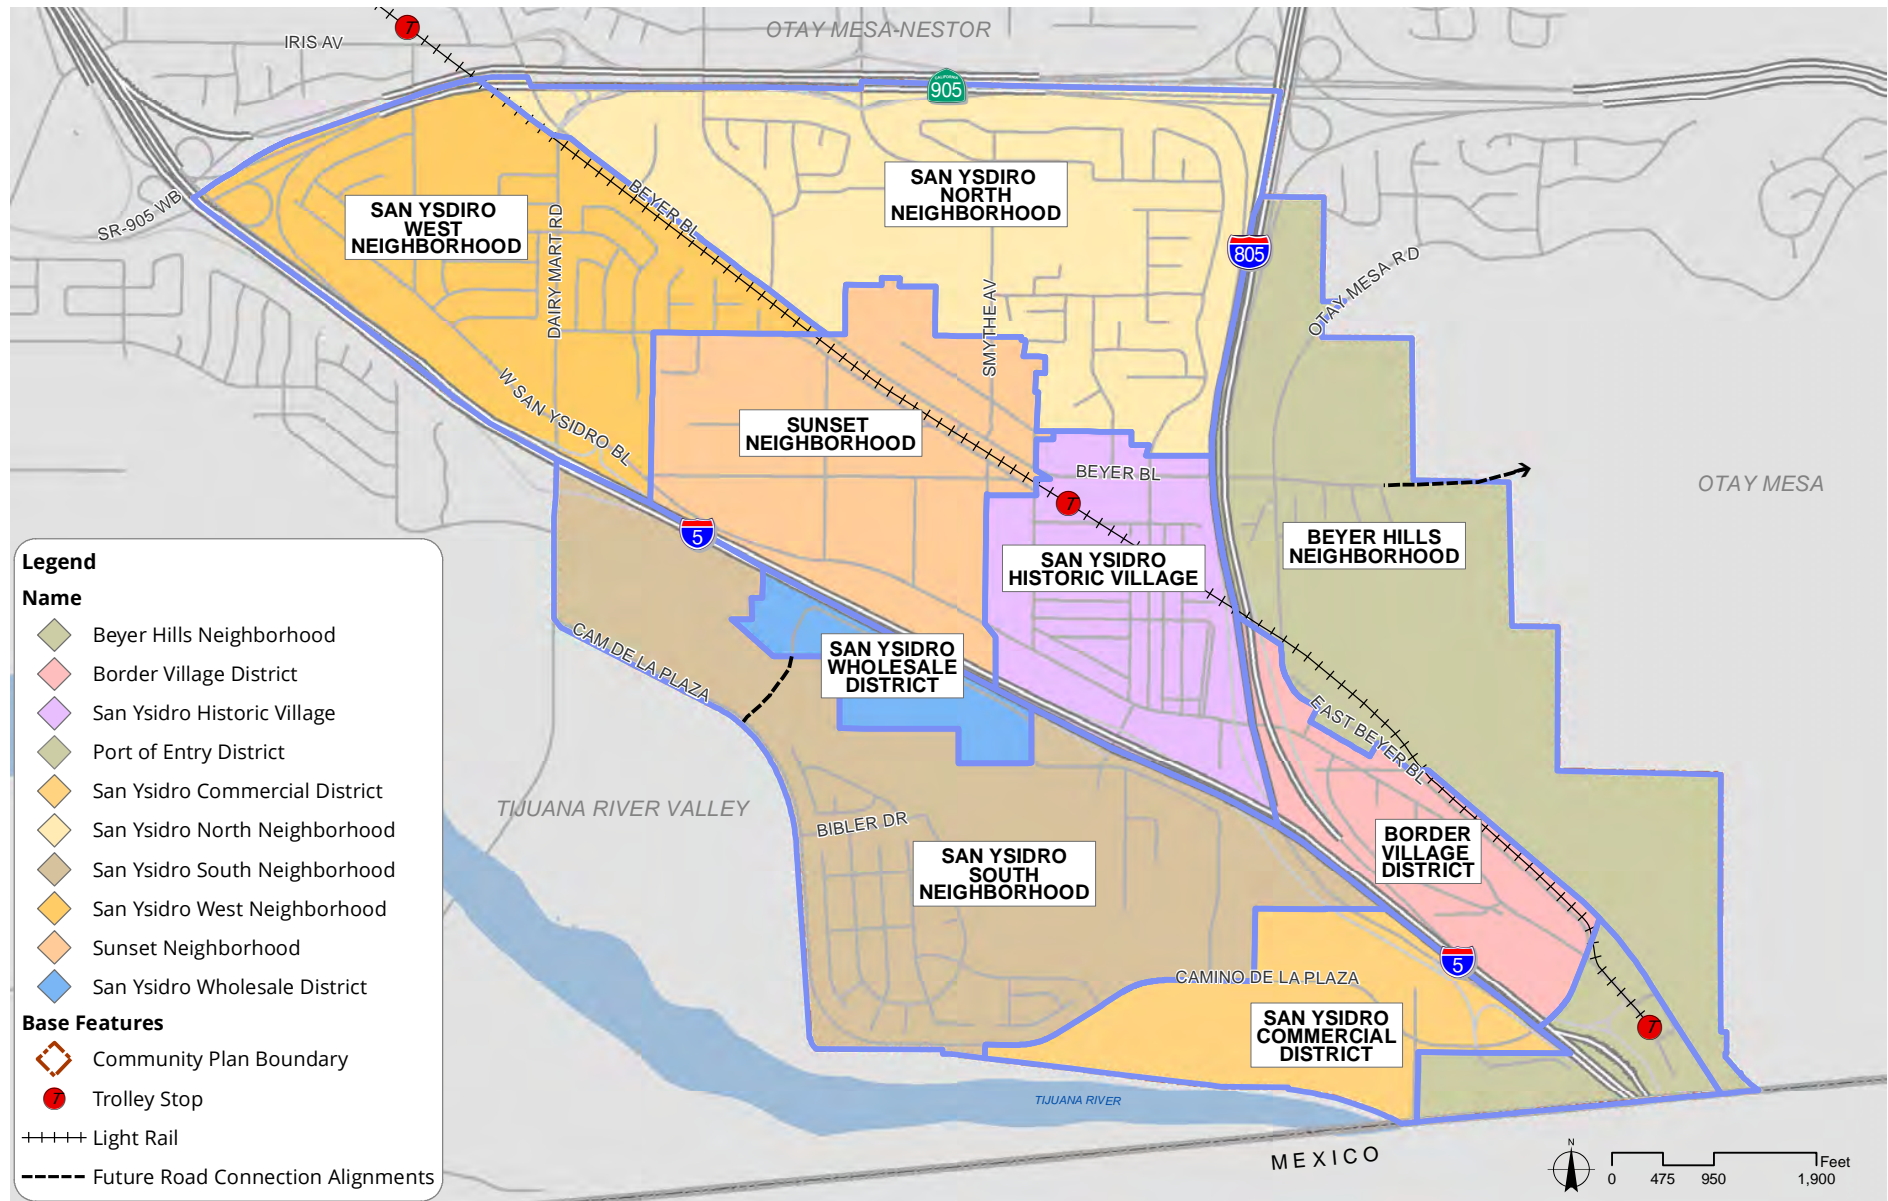 OTAY MESA-NESTOR
IRIS AV
CALIFORNIA
905
SR-905 WB
SAN YSDIRO
WEST
NEIGHBORHOOD
DAIRY MART RD
BEYER BL
SAN YSDIRO
NORTH
NEIGHBORHOOD
805
OTAY MESA RD
SMYTHE AV
W SAN YSIDRO BL
SUNSET
NEIGHBORHOOD
BEYER BL
T
T
T
OTAY MESA
5
SAN YSIDRO
HISTORIC VILLAGE
BEYER HILLS
NEIGHBORHOOD
CAM DE LA PLAZA
SAN YSIDRO
WHOLESALE
DISTRICT
EAST BEYER BL
TIJUANA RIVER VALLEY
BIBLER DR
SAN YSIDRO
SOUTH
NEIGHBORHOOD
BORDER
VILLAGE
DISTRICT
5
CAMINO DE LA PLAZA
SAN YSIDRO
COMMERCIAL
DISTRICT
TIJUANA RIVER
MEXICO
N
Feet
0 475 950 1,900
Legend
Name
Beyer Hills Neighborhood
Border Village District
San Ysidro Historic Village
Port of Entry District
San Ysidro Commercial District
San Ysidro North Neighborhood
San Ysidro South Neighborhood
San Ysidro West Neighborhood
Sunset Neighborhood
San Ysidro Wholesale District
Base Features
Community Plan Boundary
T
Trolley Stop
Light Rail
Future Road Connection Alignments